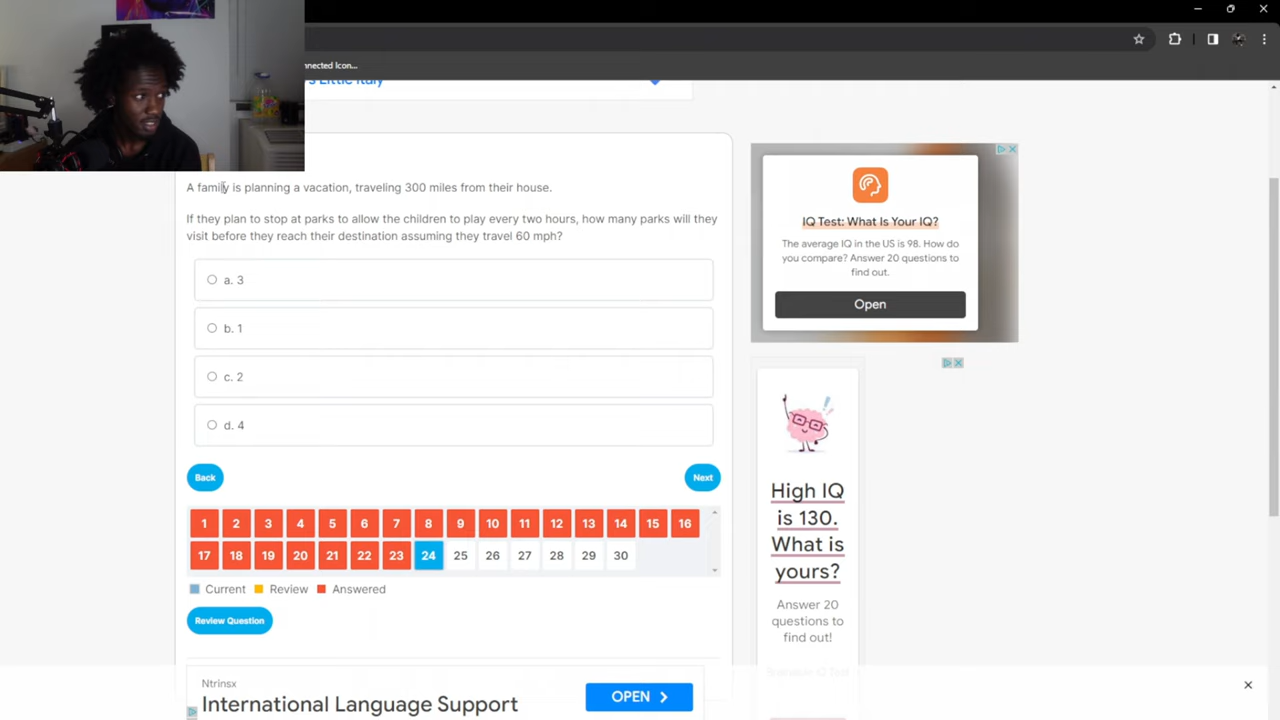 nnected Icon...
A family is planning a vacation, traveling 300 miles from their house.
If they plan to stop at parks to allow the children to play every two hours, how many parks will they
visit before they reach their destination assuming they travel 60 mph?
a. 3
b. 1
c. 2
d. 4
Back
Next
1 2 3 4 5 6 7 8 9 10 11 12 13 14 15 16
17 18 19 20 21 22 23 24 25 26 27 28 29 30
Current Review Answered
Review Question
IQ Test: What Is Your IQ?
The average IQ in the US is 98. How do
you compare? Answer 20 questions to
find out.
Open
High IQ
is 130.
What is
yours?
Answer 20
questions to
find out!
Ntrinsx
International Language Support
OPEN